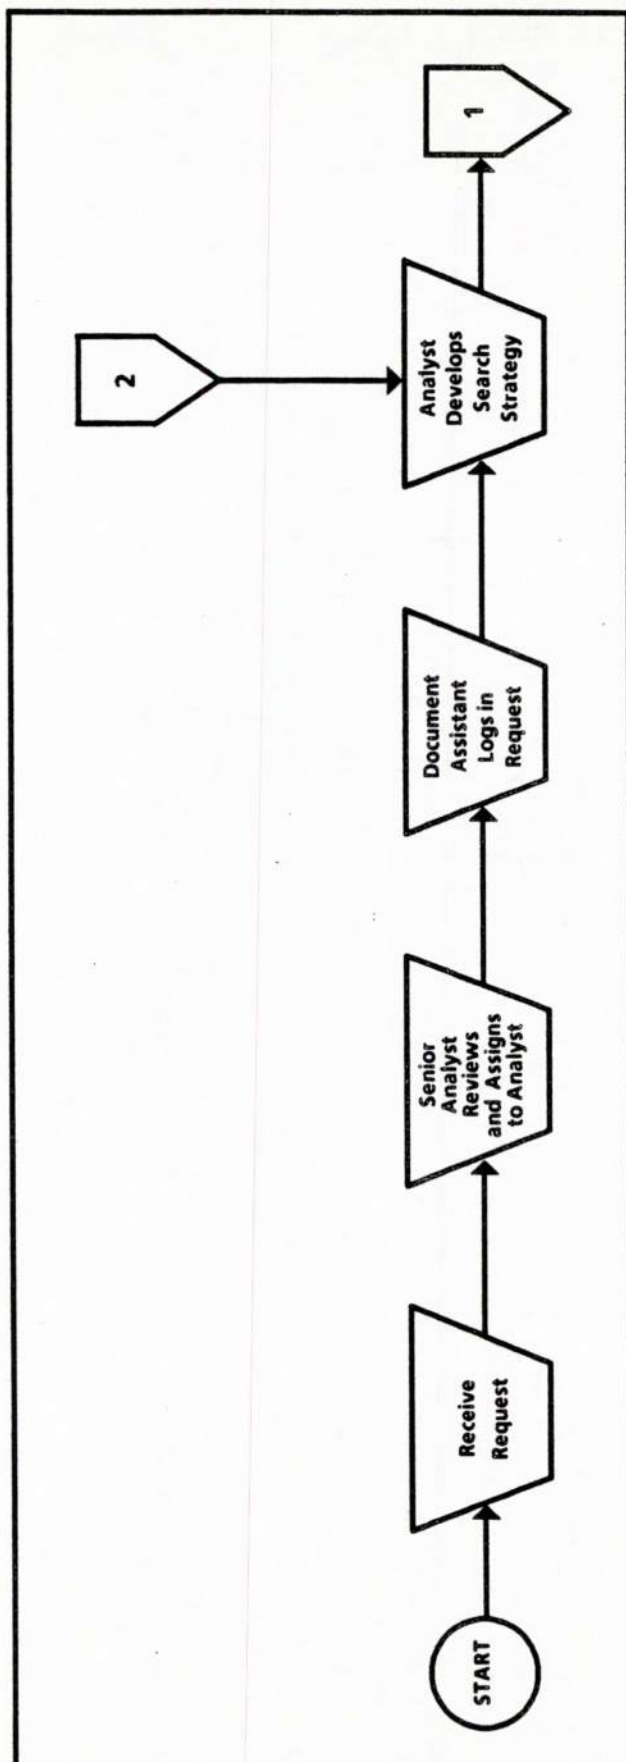 START
Receive
Request
Senior
Analyst
Reviews
and Assigns
to Analyst
Document
Assistant
Logs in
Request
Analyst
Develops
Search
Strategy
2
1